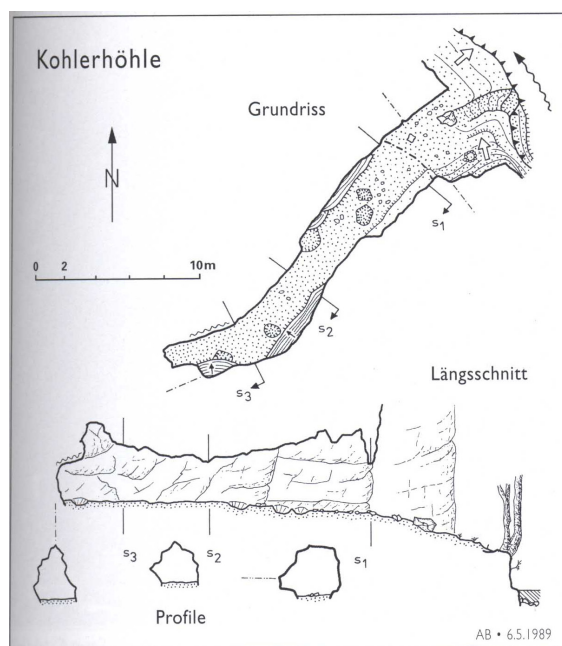 Kohlerhöhle
Grundriss
N
0 2 10m
s1
s2
s3
Längsschnitt
s3 s2 s1
Profile
AB • 6.5.1989